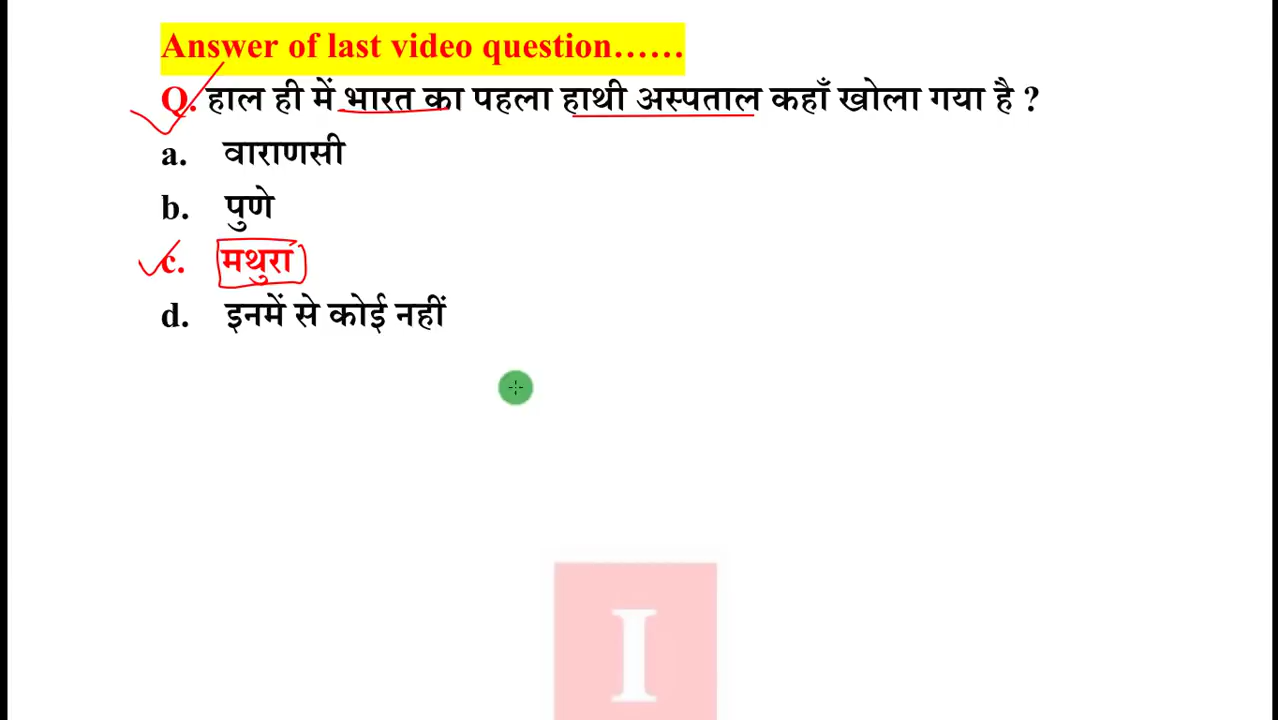 Answer of last video question……
Q. हाल ही में भारत का पहला हाथी अस्पताल कहाँ खोला गया है ?
a. वाराणसी
b. पुणे
c. मथुरा
d. इनमें से कोई नहीं
I